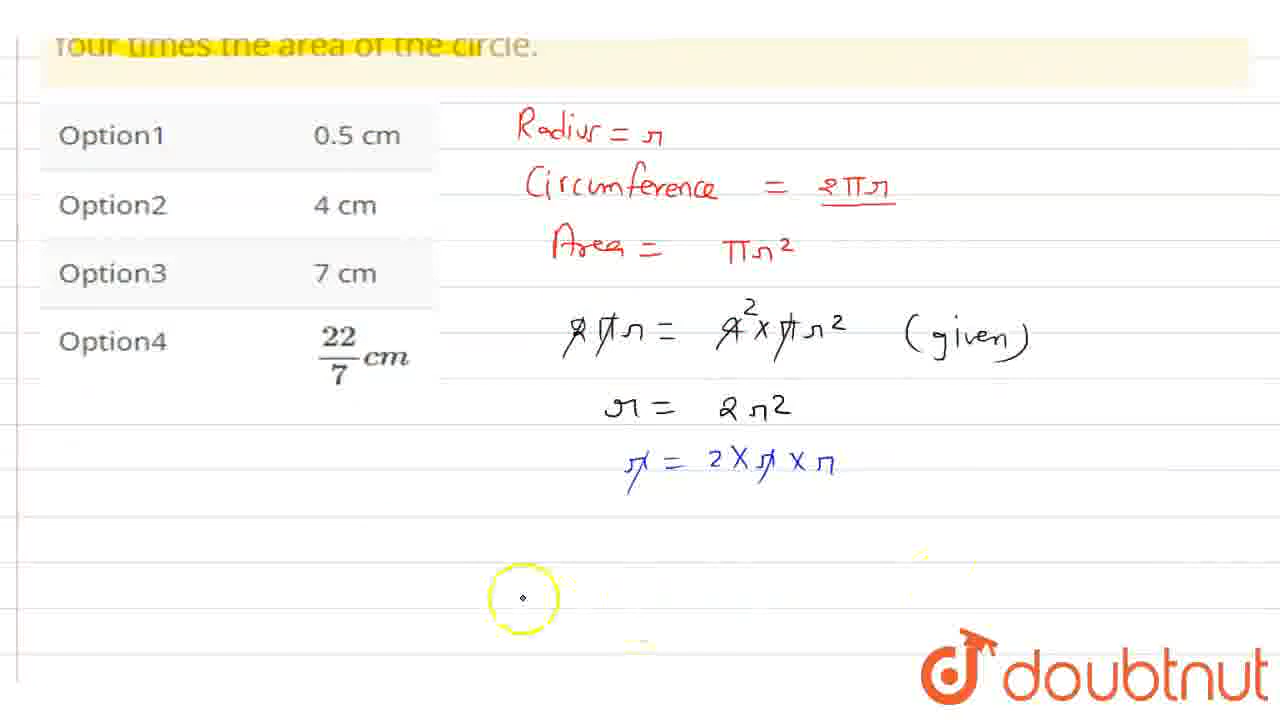 four times the area of the circle.
Option1 0.5 cm
Option2 4 cm
Option3 7 cm
Option4 22/7 cm
Radius = r
Circumference = 2πr
Area = πr²
2πr = 4² × πr² (given)
r = 2r²
r = 2 × r × r
doubtnut